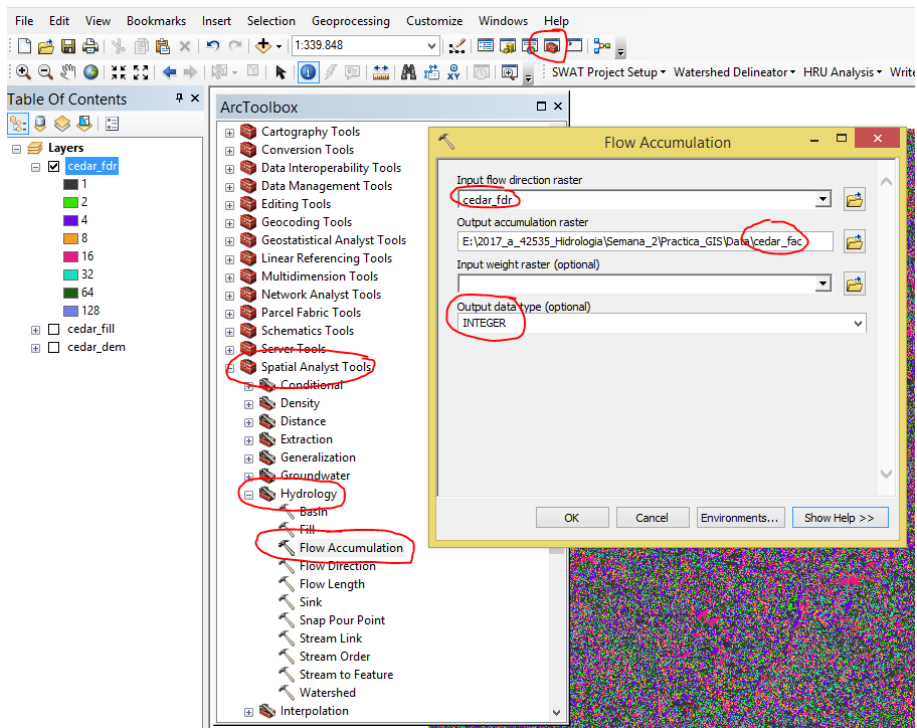 File Edit View Bookmarks Insert Selection Geoprocessing Customize Windows Help
1:339.848
SWAT Project Setup Watershed Delineator HRU Analysis Write
Table Of Contents
Layers
cedar_fdr
1
2
4
8
16
32
64
128
cedar_fill
cedar_dem
ArcToolbox
Cartography Tools
Conversion Tools
Data Interoperability Tools
Data Management Tools
Editing Tools
Geocoding Tools
Geostatistical Analyst Tools
Linear Referencing Tools
Multidimension Tools
Network Analyst Tools
Parcel Fabric Tools
Schematics Tools
Server Tools
Spatial Analyst Tools
Conditional
Density
Distance
Extraction
Generalization
Groundwater
Hydrology
Basin
Fill
Flow Accumulation
Flow Direction
Flow Length
Sink
Snap Pour Point
Stream Link
Stream Order
Stream to Feature
Watershed
Interpolation
Flow Accumulation
Input flow direction raster
cedar_fdr
Output accumulation raster
E:\2017_a_42535_Hidrologia\Semana_2\Practica_GIS\Data\cedar_fac
Input weight raster (optional)
Output data type (optional)
INTEGER
OK Cancel Environments... Show Help >>